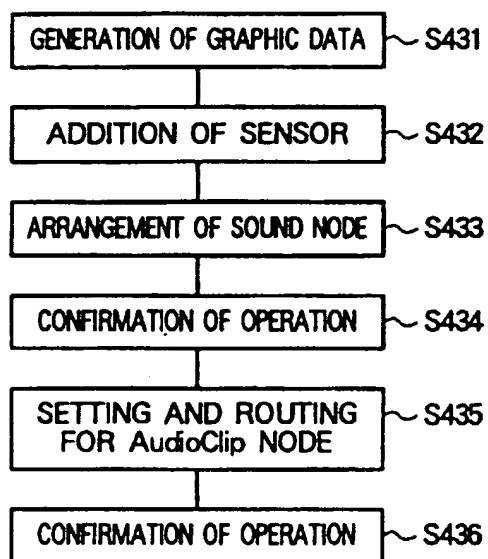 GENERATION OF GRAPHIC DATA S431
ADDITION OF SENSOR S432
ARRANGEMENT OF SOUND NODE S433
CONFIRMATION OF OPERATION S434
SETTING AND ROUTING S435
FOR AudioClip NODE
CONFIRMATION OF OPERATION S436